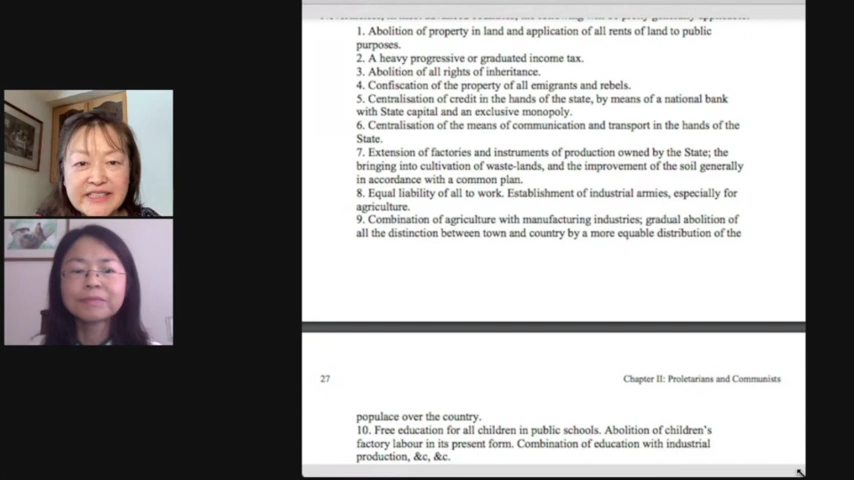 1. Abolition of property in land and application of all rents of land to public
purposes.
2. A heavy progressive or graduated income tax.
3. Abolition of all rights of inheritance.
4. Confiscation of the property of all emigrants and rebels.
5. Centralisation of credit in the hands of the state, by means of a national bank
with State capital and an exclusive monopoly.
6. Centralisation of the means of communication and transport in the hands of the
State.
7. Extension of factories and instruments of production owned by the State; the
bringing into cultivation of waste-lands, and the improvement of the soil generally
in accordance with a common plan.
8. Equal liability of all to work. Establishment of industrial armies, especially for
agriculture.
9. Combination of agriculture with manufacturing industries; gradual abolition of
all the distinction between town and country by a more equable distribution of the
27 Chapter II: Proletarians and Communists
populace over the country.
10. Free education for all children in public schools. Abolition of children's
factory labour in its present form. Combination of education with industrial
production, &c, &c.